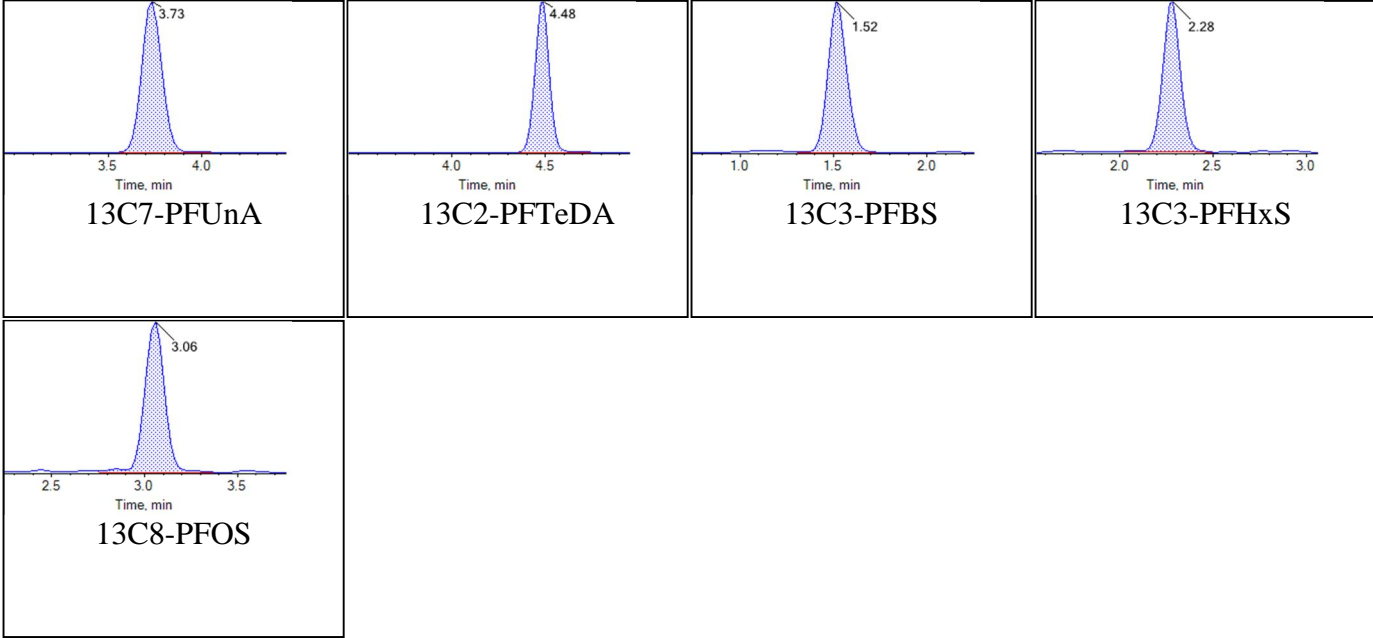 3.73
3.5 4.0
Time, min
13C7-PFUnA
4.48
4.0 4.5
Time, min
13C2-PFTeDA
1.52
1.0 1.5 2.0
Time, min
13C3-PFBS
2.28
2.0 2.5 3.0
Time, min
13C3-PFHxS
3.06
2.5 3.0 3.5
Time, min
13C8-PFOS